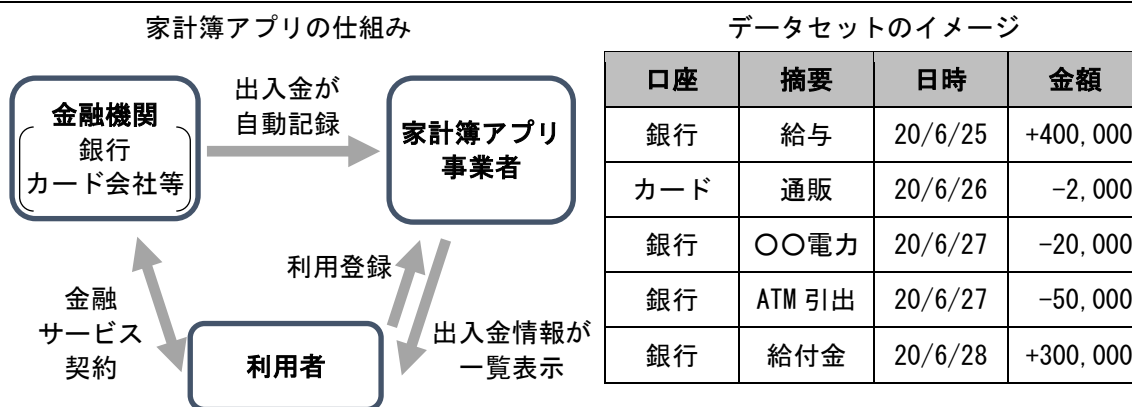 家計簿アプリの仕組み
金融機関
銀行
カード会社等
出入金が
自動記録
家計簿アプリ
事業者
利用登録
金融
サービス
契約
利用者
出入金情報が
一覧表示
データセットのイメージ
口座 摘要 日時 金額
銀行 給与 20/6/25 +400,000
カード 通販 20/6/26 -2,000
銀行 〇〇電力 20/6/27 -20,000
銀行 ATM引出 20/6/27 -50,000
銀行 給付金 20/6/28 +300,000